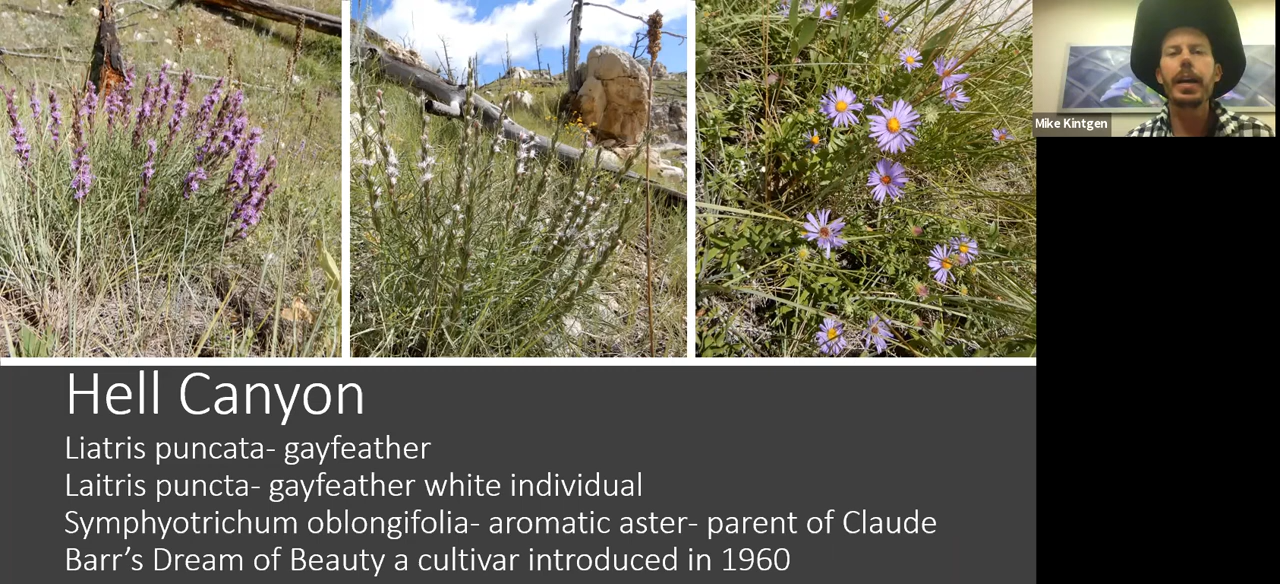 Mike Kintgen
Hell Canyon
Liatris puncata- gayfeather
Laitris puncta- gayfeather white individual
Symphyotrichum oblongifolia- aromatic aster- parent of Claude
Barr’s Dream of Beauty a cultivar introduced in 1960